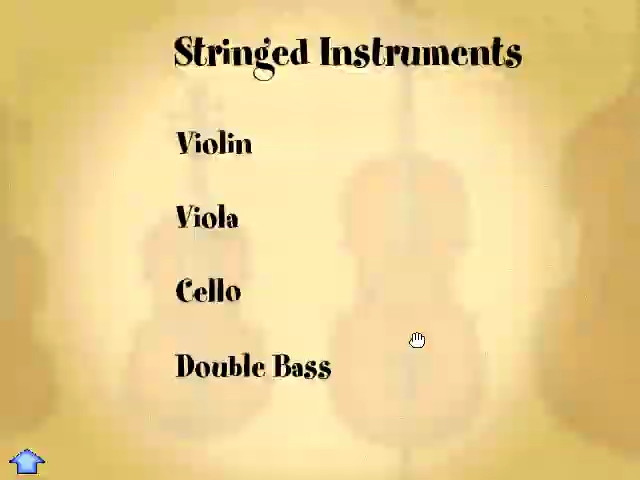 Stringed Instruments
Violin
Viola
Cello
Double Bass